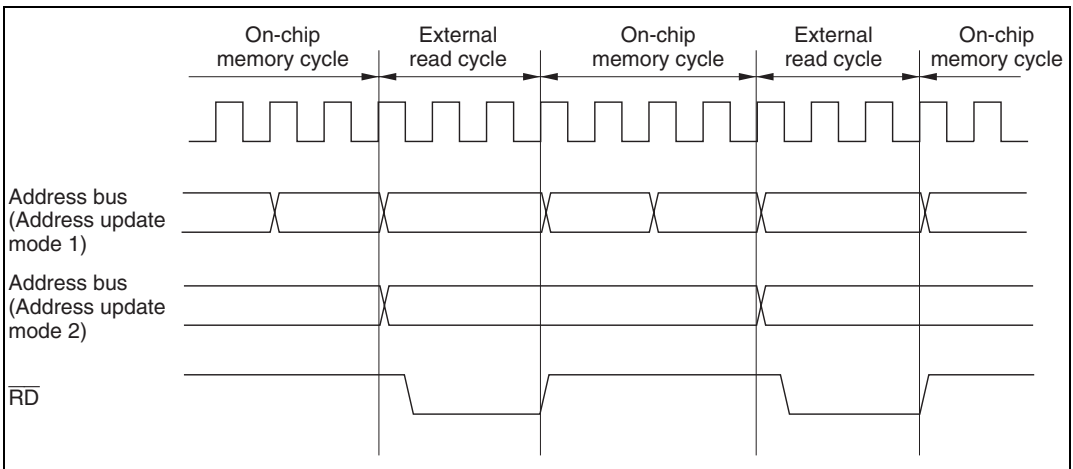 On-chip
memory cycle
External
read cycle
On-chip
memory cycle
External
read cycle
On-chip
memory cycle
Address bus
(Address update
mode 1)
Address bus
(Address update
mode 2)
RD